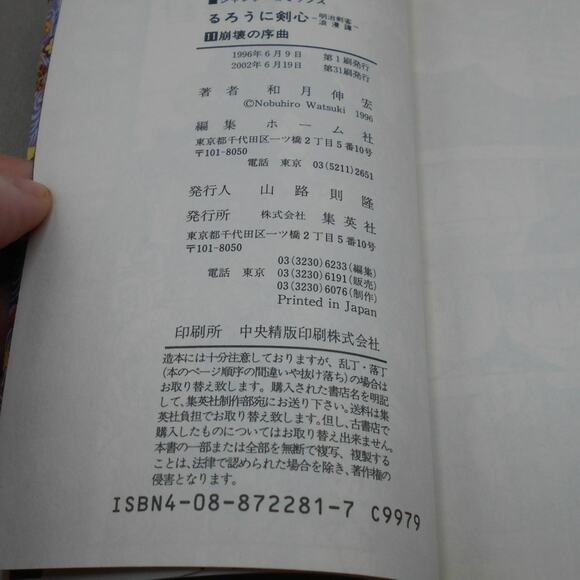 るろうに剣心 −明治剣客浪漫譚−
11崩壊の序曲
1996年6月9日 第1刷発行
2002年6月19日 第31刷発行
著者 和月伸宏
©Nobuhiro Watsuki 1996
編集 ホーム社
東京都千代田区一ツ橋2丁目5番10号
〒101-8050
電話 東京 03(5211)2651
発行人 山路則隆
発行所 株式会社 集英社
東京都千代田区一ツ橋2丁目5番10号
〒101-8050
03(3230)6233(編集)
電話 東京 03(3230)6191(販売)
03(3230)6076(制作)
Printed in Japan
印刷所 中央精版印刷株式会社
造本には十分注意しておりますが、乱丁・落丁
(本のページ順序の間違いや抜け落ち)の場合は
お取り替え致します。購入された書店名を明記
して、集英社制作部宛にお送り下さい。送料は集
英社負担でお取り替え致します。但し、古書店で
購入したものについてはお取り替え出来ません。
本書の一部または全部を無断で複写、複製する
ことは、法律で認められた場合を除き、著作権の
侵害となります。
ISBN4-08-872281-7 C9979